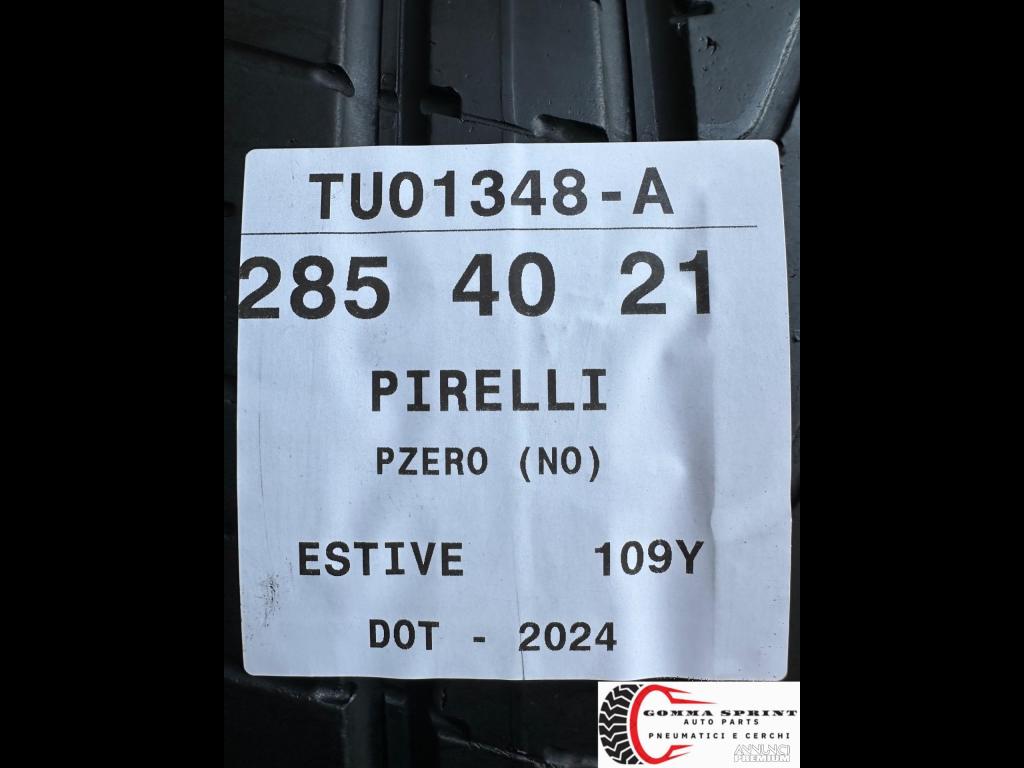 TU01348-A
285 40 21
PIRELLI
PZERO (NO)
ESTIVE 109Y
DOT - 2024
GOMMA SPRINT
AUTO PARTS
PNEUMATICI E CERCHI
ANNUNCI
PREMIUM